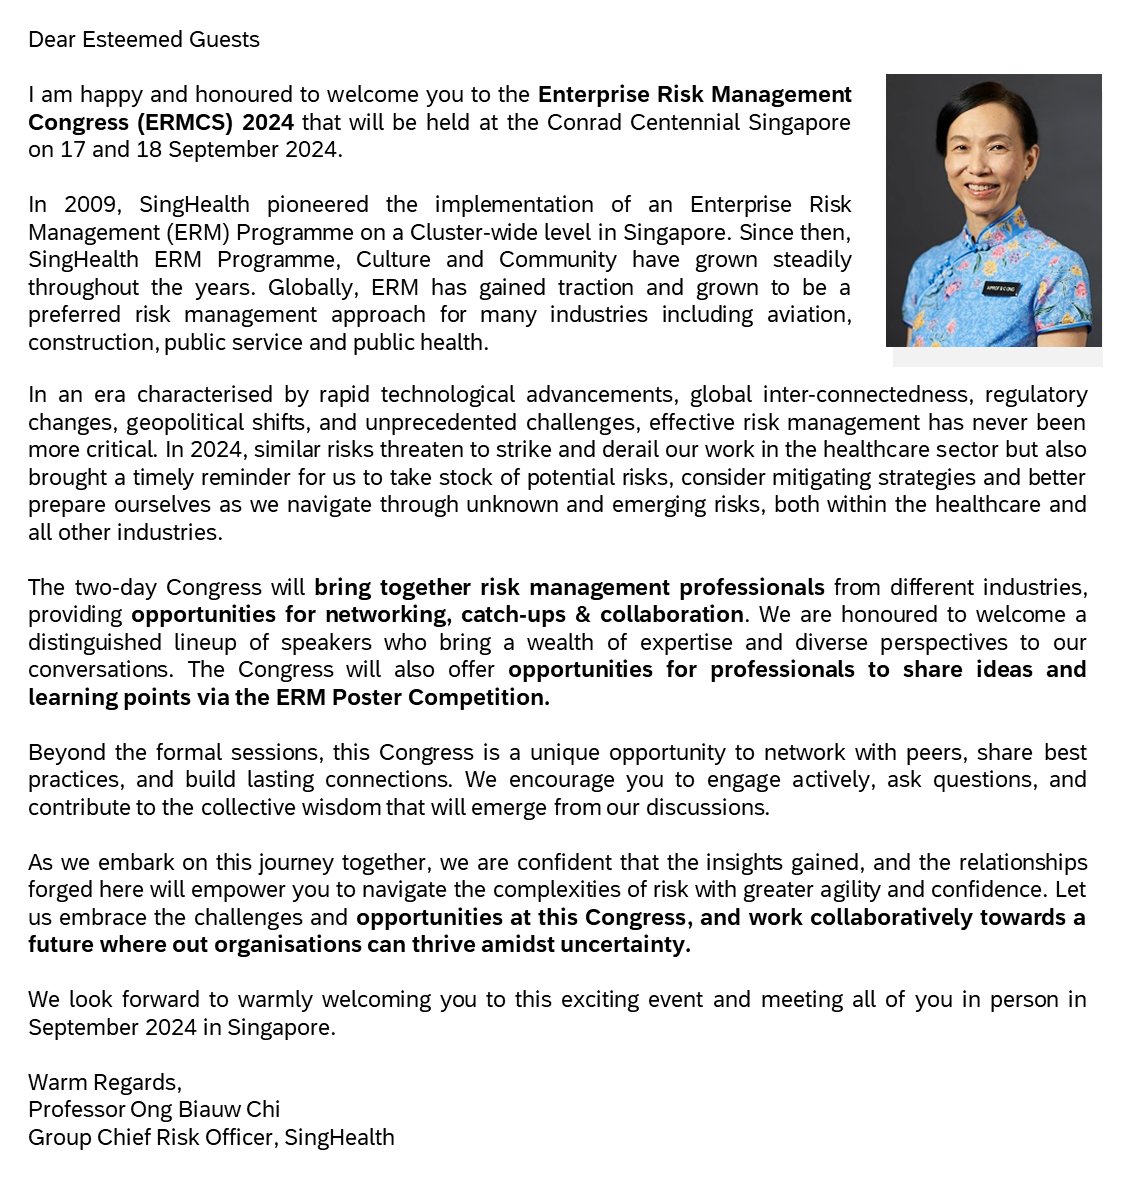 Dear Esteemed Guests
I am happy and honoured to welcome you to the Enterprise Risk Management
Congress (ERMCS) 2024 that will be held at the Conrad Centennial Singapore
on 17 and 18 September 2024.
In 2009, SingHealth pioneered the implementation of an Enterprise Risk
Management (ERM) Programme on a Cluster-wide level in Singapore. Since then,
SingHealth ERM Programme, Culture and Community have grown steadily
throughout the years. Globally, ERM has gained traction and grown to be a
preferred risk management approach for many industries including aviation,
construction, public service and public health.
APROF B C ONG
In an era characterised by rapid technological advancements, global inter-connectedness, regulatory
changes, geopolitical shifts, and unprecedented challenges, effective risk management has never been
more critical. In 2024, similar risks threaten to strike and derail our work in the healthcare sector but also
brought a timely reminder for us to take stock of potential risks, consider mitigating strategies and better
prepare ourselves as we navigate through unknown and emerging risks, both within the healthcare and
all other industries.
The two-day Congress will bring together risk management professionals from different industries,
providing opportunities for networking, catch-ups & collaboration. We are honoured to welcome a
distinguished lineup of speakers who bring a wealth of expertise and diverse perspectives to our
conversations. The Congress will also offer opportunities for professionals to share ideas and
learning points via the ERM Poster Competition.
Beyond the formal sessions, this Congress is a unique opportunity to network with peers, share best
practices, and build lasting connections. We encourage you to engage actively, ask questions, and
contribute to the collective wisdom that will emerge from our discussions.
As we embark on this journey together, we are confident that the insights gained, and the relationships
forged here will empower you to navigate the complexities of risk with greater agility and confidence. Let
us embrace the challenges and opportunities at this Congress, and work collaboratively towards a
future where out organisations can thrive amidst uncertainty.
We look forward to warmly welcoming you to this exciting event and meeting all of you in person in
September 2024 in Singapore.
Warm Regards,
Professor Ong Biauw Chi
Group Chief Risk Officer, SingHealth